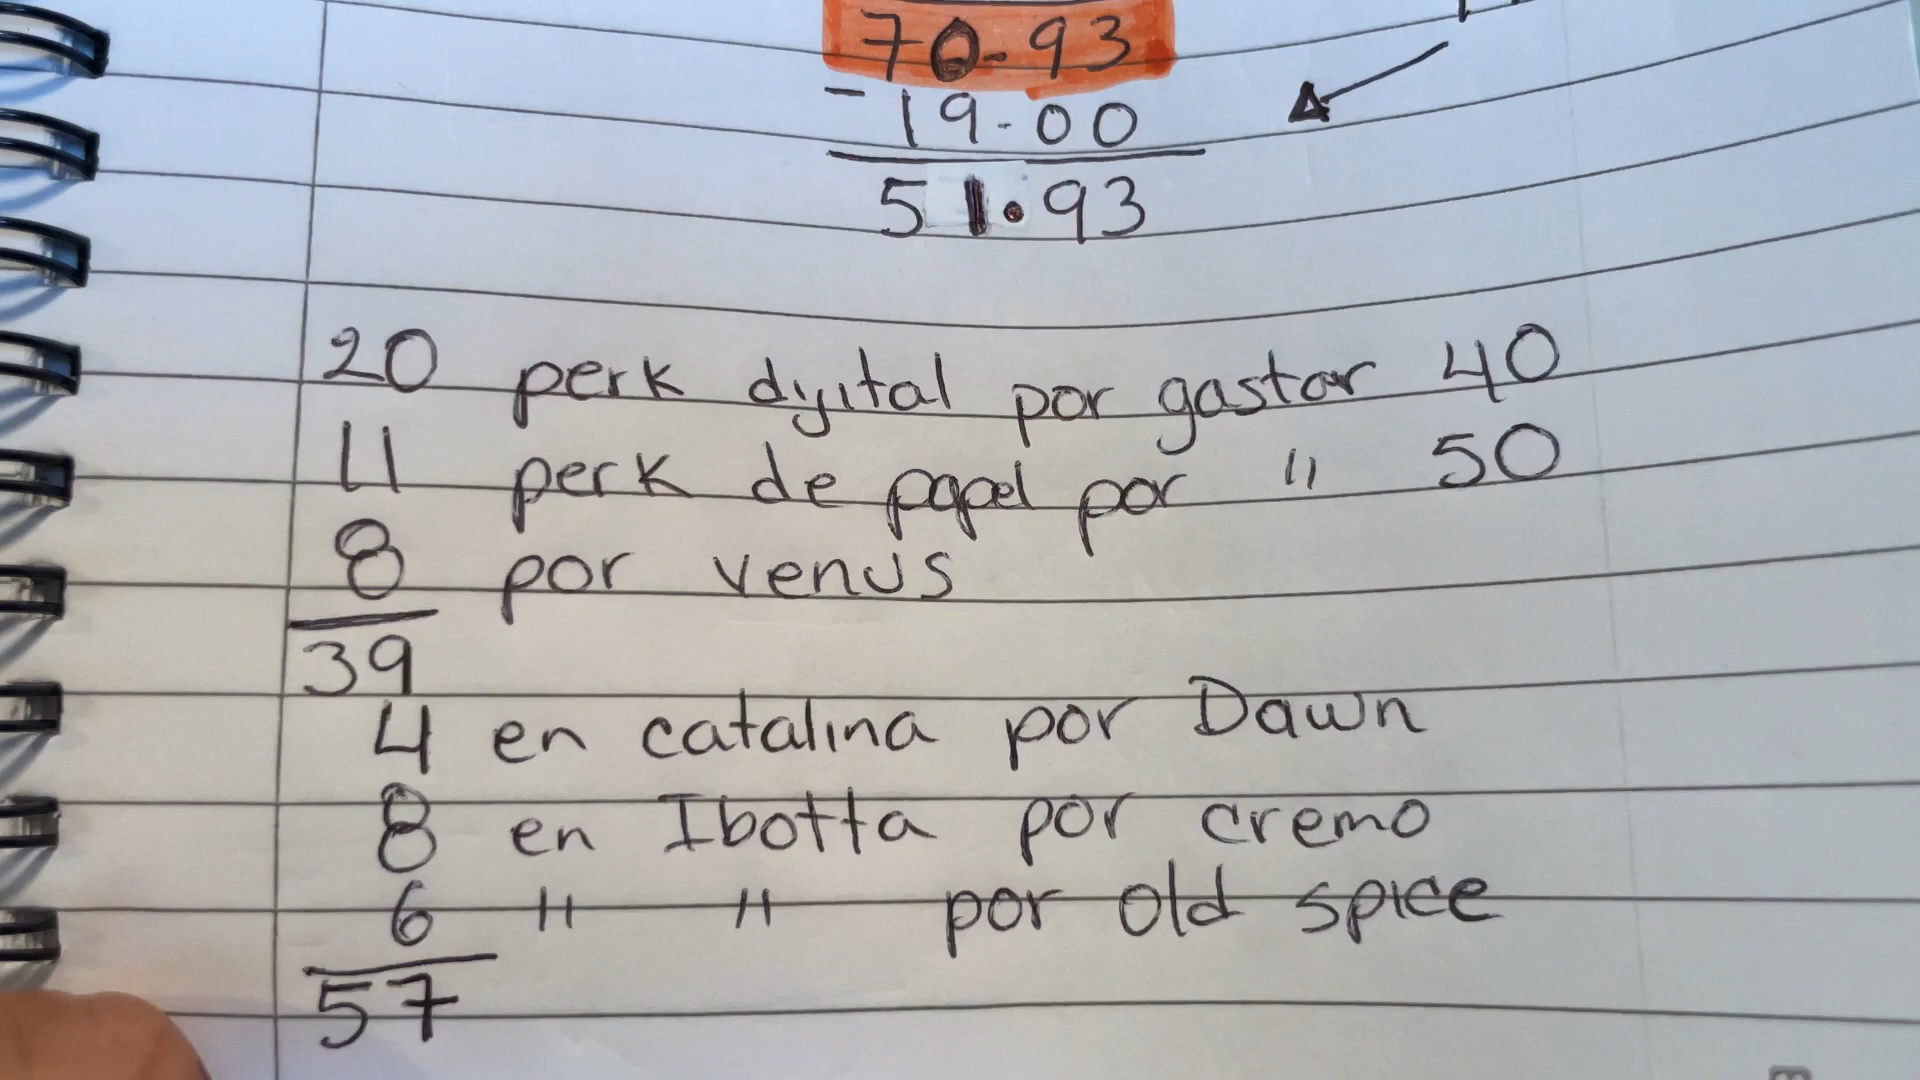 70.93
- 19.00
51.93
20 perk dyital por gastar 40
11 perk de papel por " 50
8 por venus
39
4 en catalina por Dawn
8 en Ibotta por cremo
6 " " por old spice
57